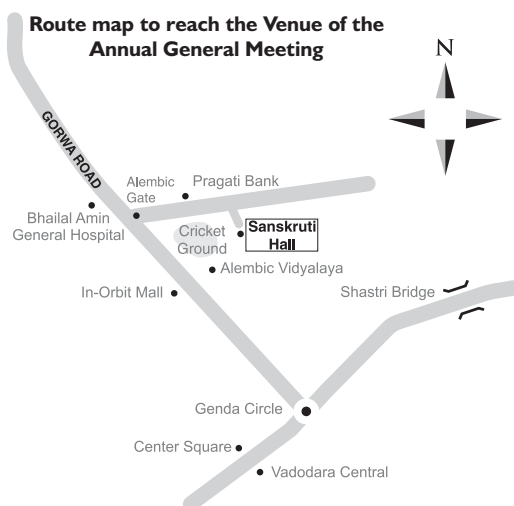 Route map to reach the Venue of the
Annual General Meeting
N
GORWA ROAD
Alembic
Gate
Pragati Bank
Bhailal Amin
General Hospital
Cricket
Ground
Sanskruti
Hall
Alembic Vidyalaya
In-Orbit Mall
Shastri Bridge
Genda Circle
Center Square
Vadodara Central